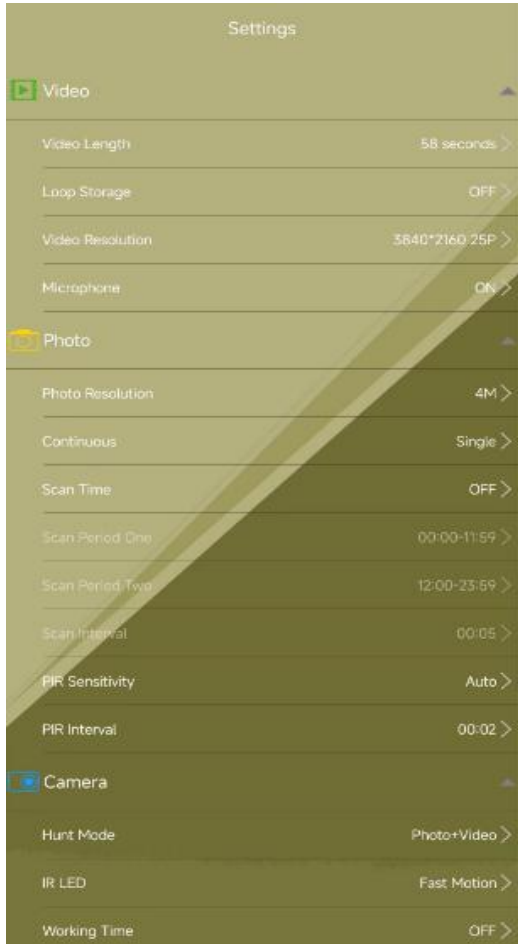 Settings
Video
Video Length 58 seconds
Loop Storage OFF
Video Resolution 3840*2160 25P
Microphone ON
Photo
Photo Resolution 4M
Continuous Single
Scan Time OFF
Scan Period One 00:00-11:59
Scan Period Two 12:00-23:59
Scan Interval 00:05
PIR Sensitivity Auto
PIR Interval 00:02
Camera
Hunt Mode Photo+Video
IR LED Fast Motion
Working Time OFF